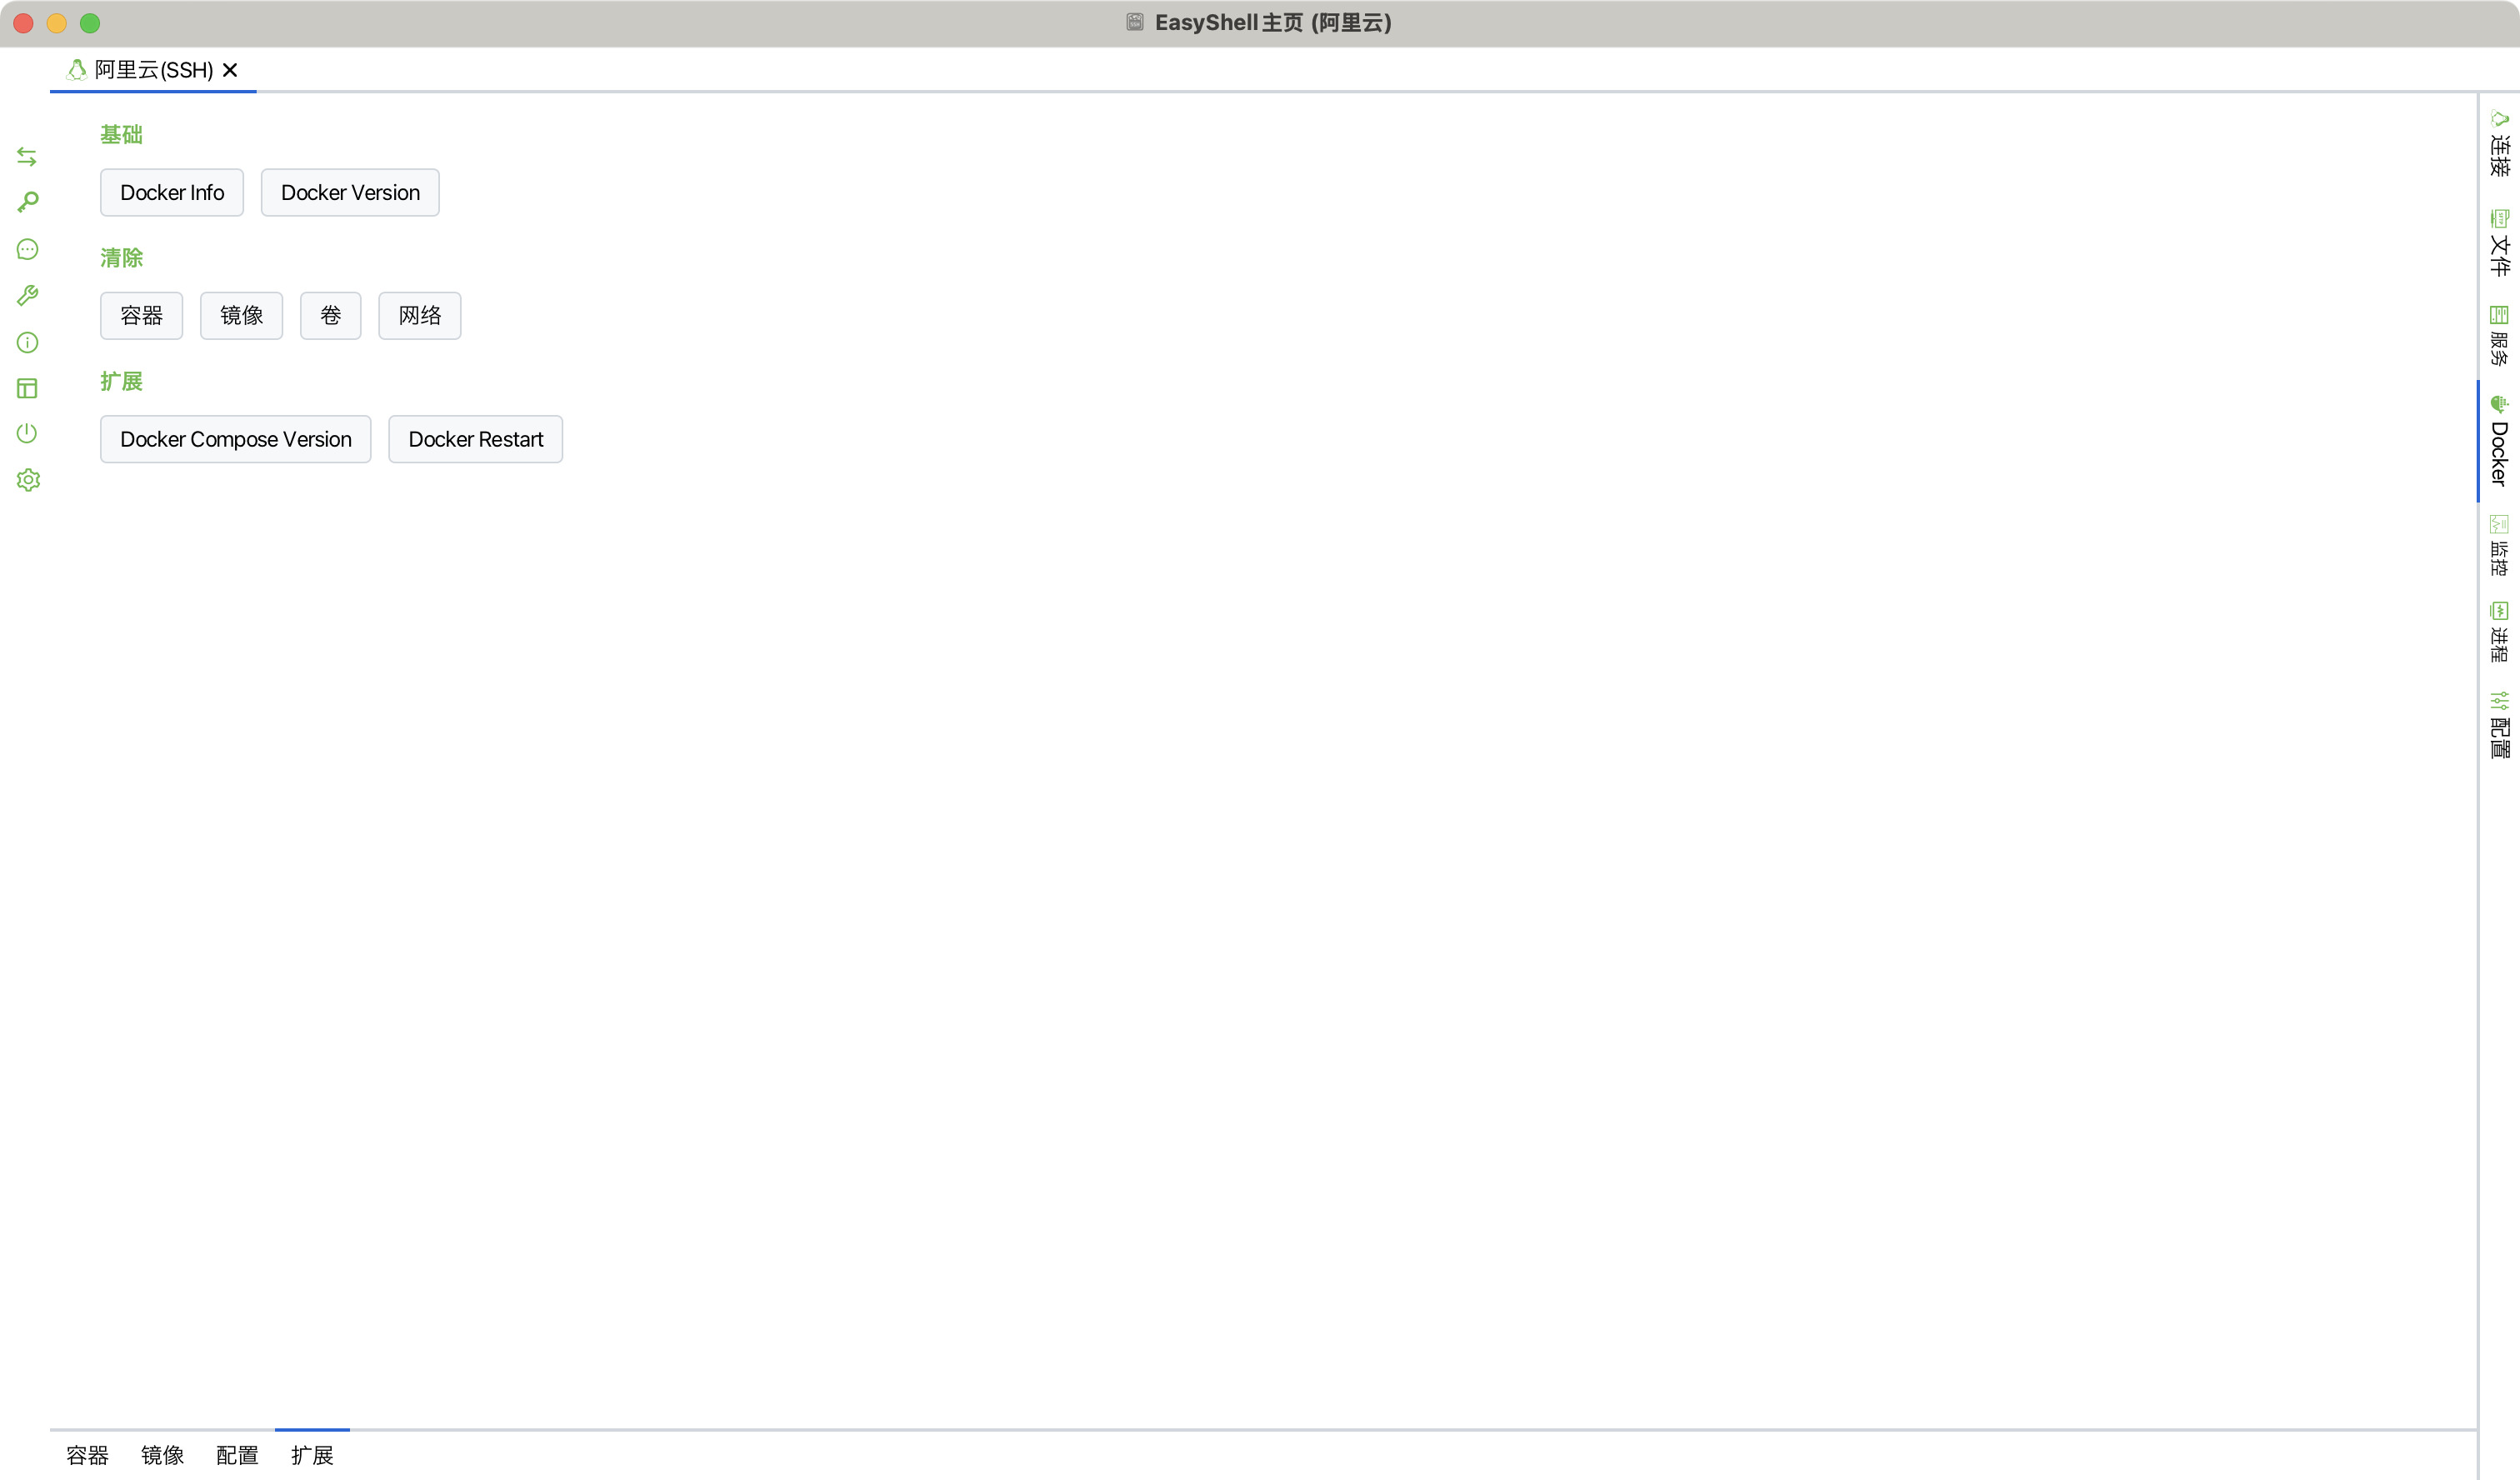 EasyShell主页 (阿里云)
阿里云(SSH)
基础
Docker Info
Docker Version
清除
容器
镜像
卷
网络
扩展
Docker Compose Version
Docker Restart
连接
文件
服务
Docker
监控
进程
配置
容器
镜像
配置
扩展